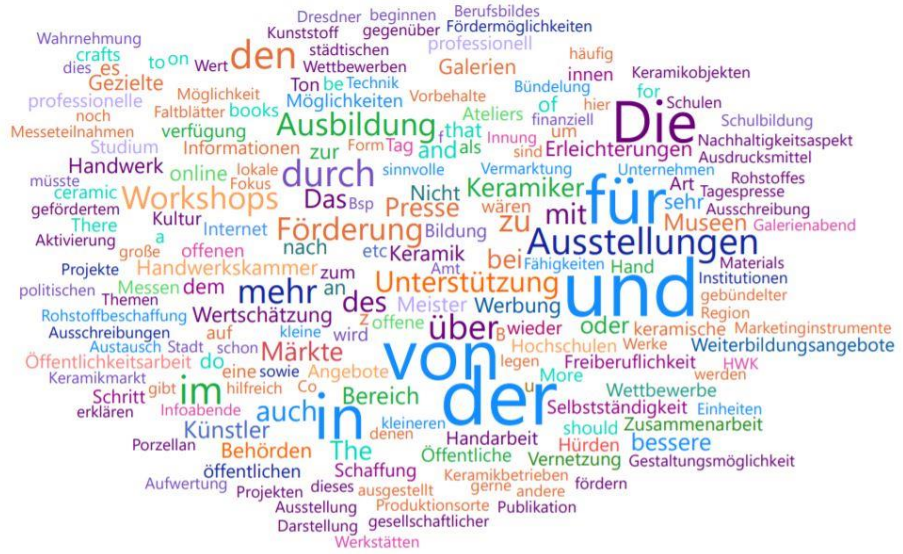 Dresdner beginnen Berufsbildes
Kunststoff gegenüber Fördermöglichkeiten
Wahrnehmung städtischen professionell
crafts to on den häufig
dies es Wert Wettbewerben Galerien innen Keramikobjekten
Gezielte Ton be Technik Bündelung for
Möglichkeit Möglichkeiten Vorbehalte of hier Schulen
professionelle Faltblätter books Ateliers finanziell Die
noch Ausbildung f that Innung um Schulbildung
Messeteilnahmen verfügung Form Tag and als sind Erleichterungen Nachhaltigkeitsaspekt
Studium Informationen zur Ausdrucksmittel
Handwerk online lokale durch sinnvolle Vermarktung Unternehmen Rohstoffes
müsste Fokus Nicht Keramiker für Art Tagespresse
ceramic Workshops Das Bsp Presse wären sehr
gefördertem Kultur Förderung Bildung zu mit Museen Ausschreibung
There Internet Galerienabend
Aktivierung a nach Ausstellungen
große offenen etc Keramik bei Materials
Projekte Handwerkskammer zum Amt Fähigkeiten Hand Institutionen
politischen Messen dem mehr an Unterstützung und gebündelter
Themen des Meister Werbung Region
Rohstoffbeschaffung Wertschätzung z offene über B wieder oder keramische Marketinginstrumente
Ausschreibungen auf kleine wird Hochschulen Werke Weiterbildungsangebote
Austausch Stadt schon Märkte von
Öffentlichkeitsarbeit do eine sowie Angebote legen Freiberuflichkeit HWK
Keramikmarkt im Co der More werden
Schritt gibt hilfreich Bereich u Wettbewerbe
erklären Infoabende auch in kleineren Selbstständigkeit Einheiten
Künstler denen should Zusammenarbeit
Porzellan Behörden The Handarbeit Hürden bessere
Öffentliche Vernetzung Gestaltungsmöglichkeit
öffentlichen Schaffung Keramikbetrieben
Aufwertung Projekten dieses ausgestellt gerne andere fördern
Ausstellung Produktionsorte Publikation
Darstellung gesellschaftlicher
Werkstätten